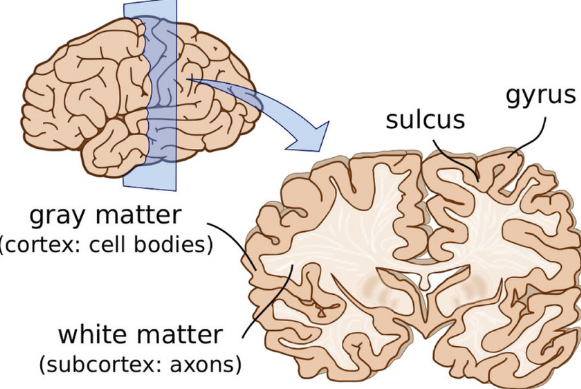 gyrus
sulcus
gray matter
(cortex: cell bodies)
white matter
(subcortex: axons)